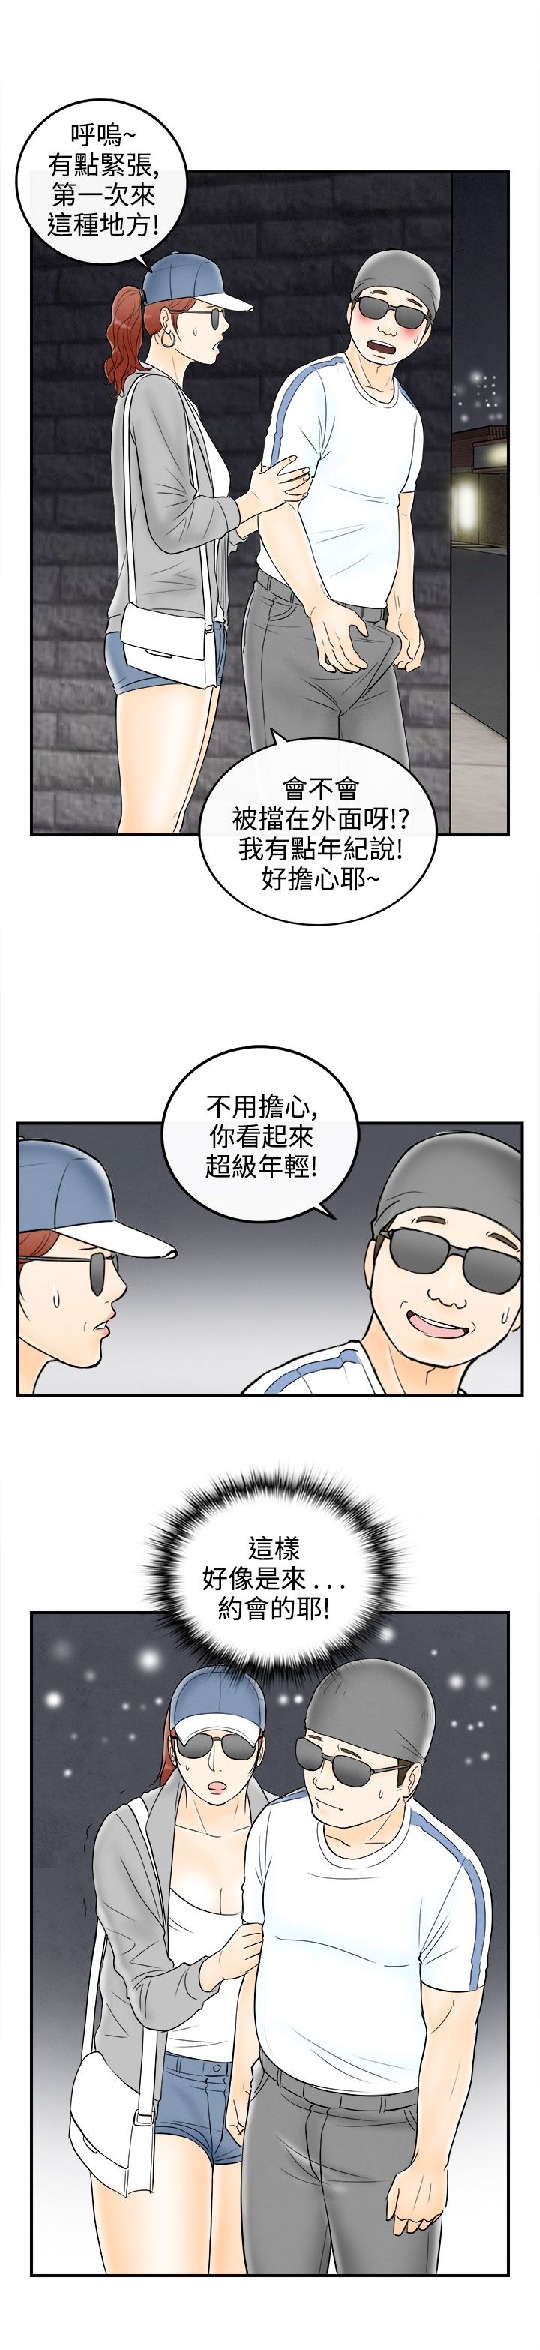 呼嗚~
有點緊張,
第一次來
這種地方!
會不會
被擋在外面呀!?
我有點年紀說!
好擔心耶~
不用擔心,
你看起來
超級年輕!
這樣
好像是來...
約會的耶!